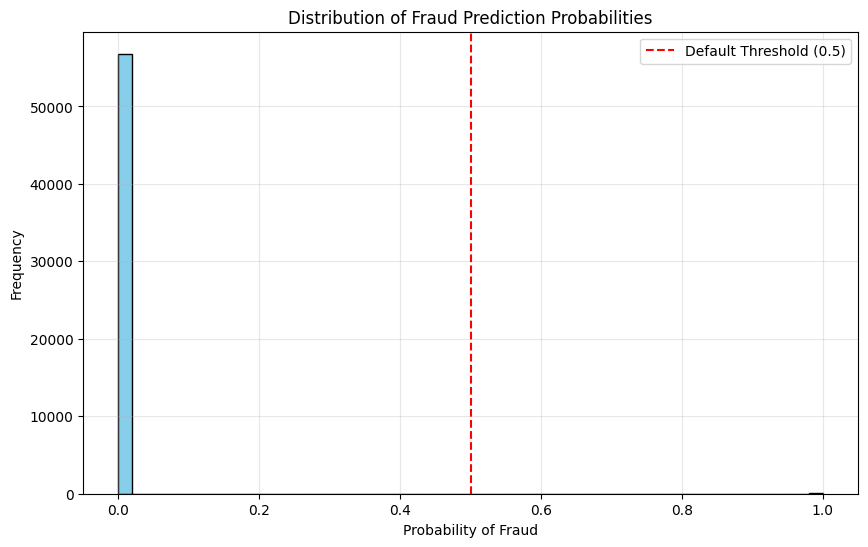 Distribution of Fraud Prediction Probabilities
Default Threshold (0.5)
Frequency
50000
40000
30000
20000
10000
0
0.0 0.2 0.4 0.6 0.8 1.0
Probability of Fraud